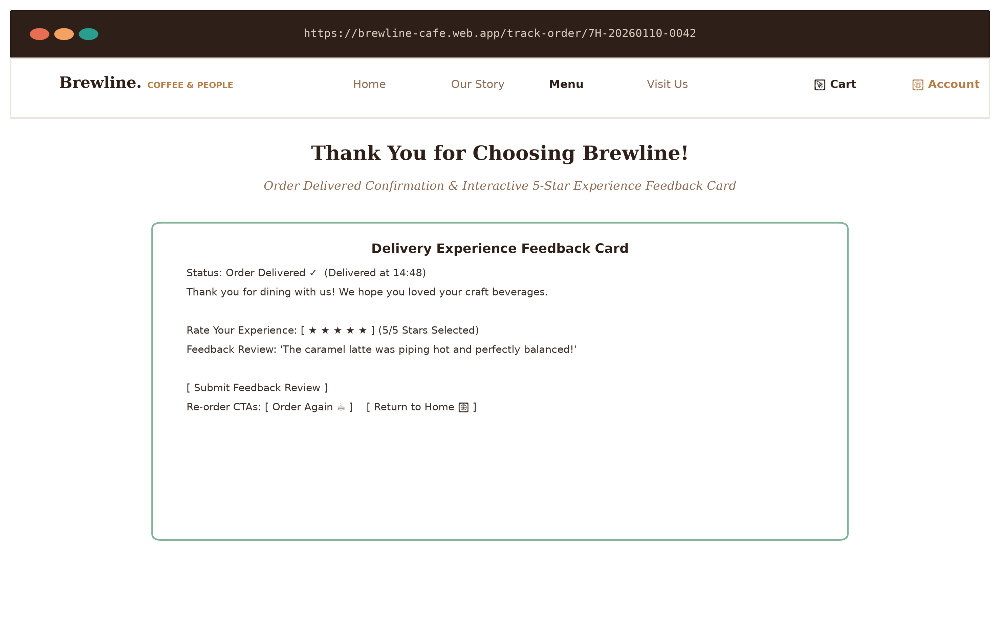 https://brewline-cafe.web.app/track-order/7H-20260110-0042
Brewline. COFFEE & PEOPLE Home Our Story Menu Visit Us Cart Account
Thank You for Choosing Brewline!
Order Delivered Confirmation & Interactive 5-Star Experience Feedback Card
Delivery Experience Feedback Card
Status: Order Delivered ✓ (Delivered at 14:48)
Thank you for dining with us! We hope you loved your craft beverages.
Rate Your Experience: [ ★ ★ ★ ★ ★ ] (5/5 Stars Selected)
Feedback Review: 'The caramel latte was piping hot and perfectly balanced!'
[ Submit Feedback Review ]
Re-order CTAs: [ Order Again ☕ ] [ Return to Home ]